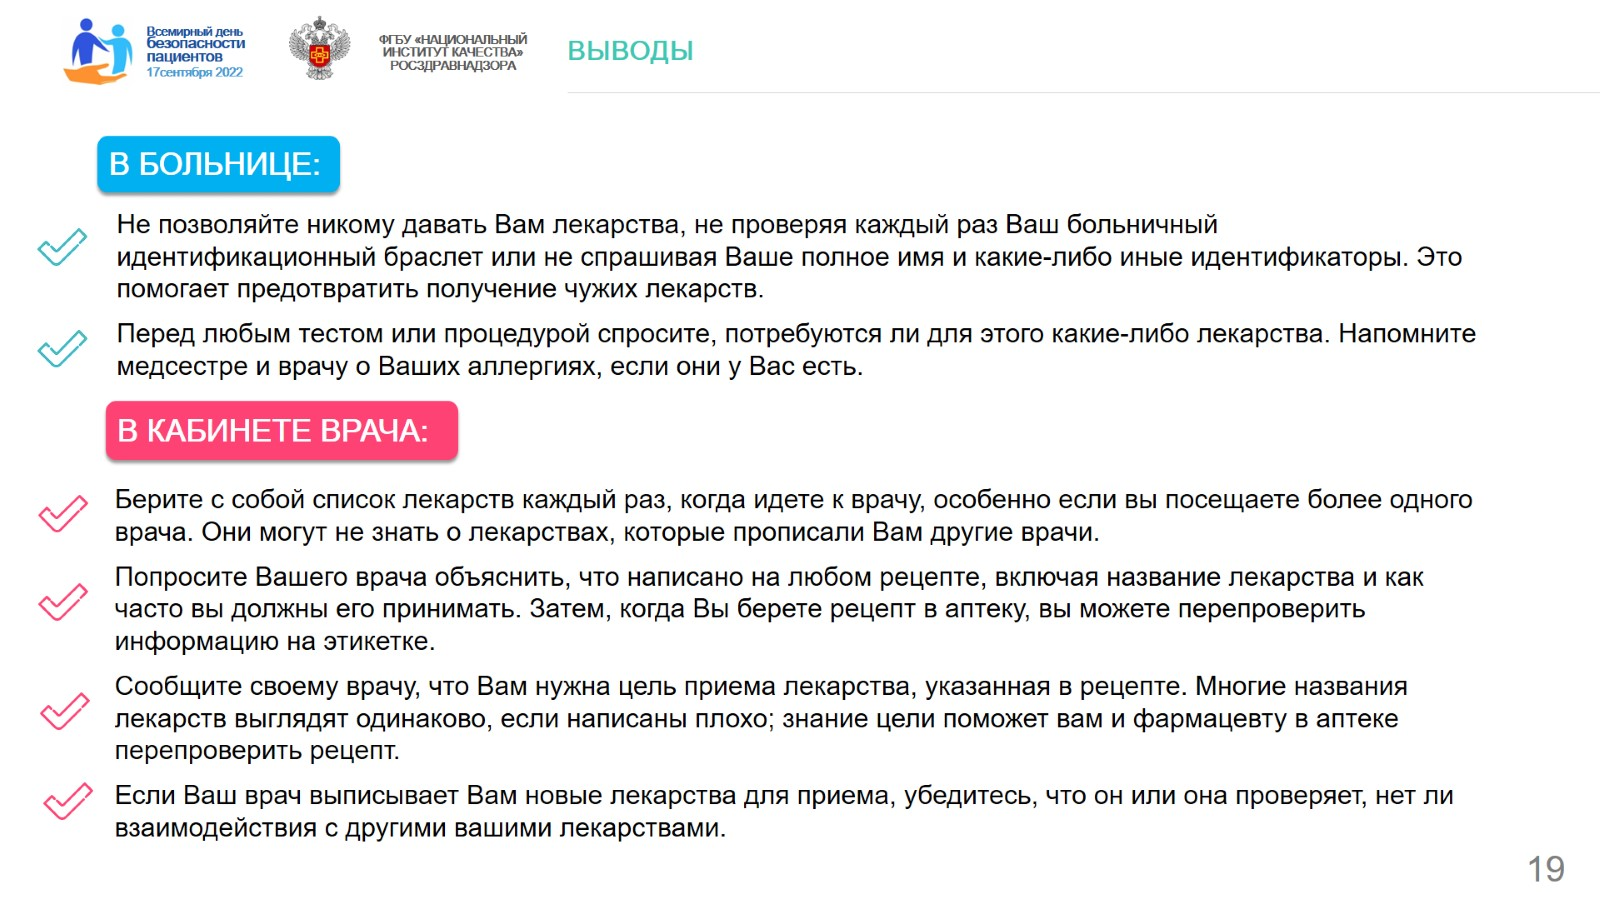 Всемирный день
безопасности
пациентов
17сентября 2022
ФГБУ «НАЦИОНАЛЬНЫЙ
ИНСТИТУТ КАЧЕСТВА»
РОСЗДРАВНАДЗОРА
ВЫВОДЫ
В БОЛЬНИЦЕ:
Не позволяйте никому давать Вам лекарства, не проверяя каждый раз Ваш больничный
идентификационный браслет или не спрашивая Ваше полное имя и какие-либо иные идентификаторы. Это
помогает предотвратить получение чужих лекарств.
Перед любым тестом или процедурой спросите, потребуются ли для этого какие-либо лекарства. Напомните
медсестре и врачу о Ваших аллергиях, если они у Вас есть.
В КАБИНЕТЕ ВРАЧА:
Берите с собой список лекарств каждый раз, когда идете к врачу, особенно если вы посещаете более одного
врача. Они могут не знать о лекарствах, которые прописали Вам другие врачи.
Попросите Вашего врача объяснить, что написано на любом рецепте, включая название лекарства и как
часто вы должны его принимать. Затем, когда Вы берете рецепт в аптеку, вы можете перепроверить
информацию на этикетке.
Сообщите своему врачу, что Вам нужна цель приема лекарства, указанная в рецепте. Многие названия
лекарств выглядят одинаково, если написаны плохо; знание цели поможет вам и фармацевту в аптеке
перепроверить рецепт.
Если Ваш врач выписывает Вам новые лекарства для приема, убедитесь, что он или она проверяет, нет ли
взаимодействия с другими вашими лекарствами.
19